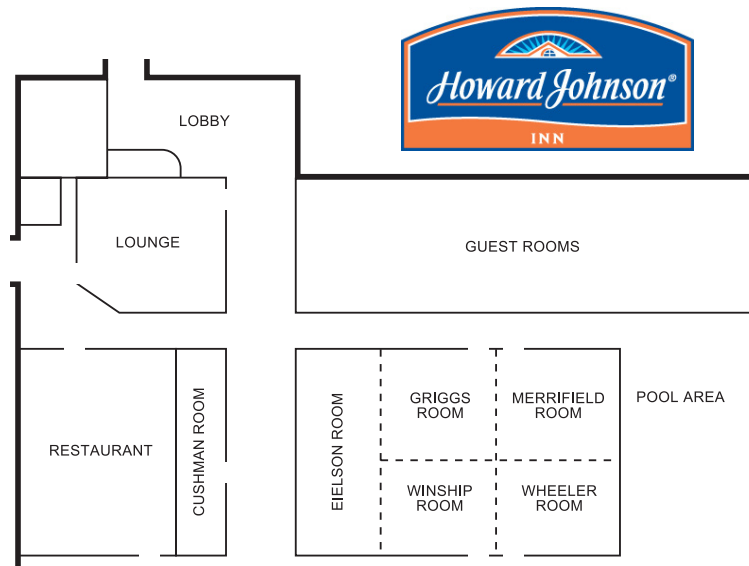 Howard Johnson®
INN
LOBBY
LOUNGE
GUEST ROOMS
RESTAURANT
CUSHMAN ROOM
EIELSON ROOM
GRIGGS
ROOM
MERRIFIELD
ROOM
POOL AREA
WINSHIP
ROOM
WHEELER
ROOM